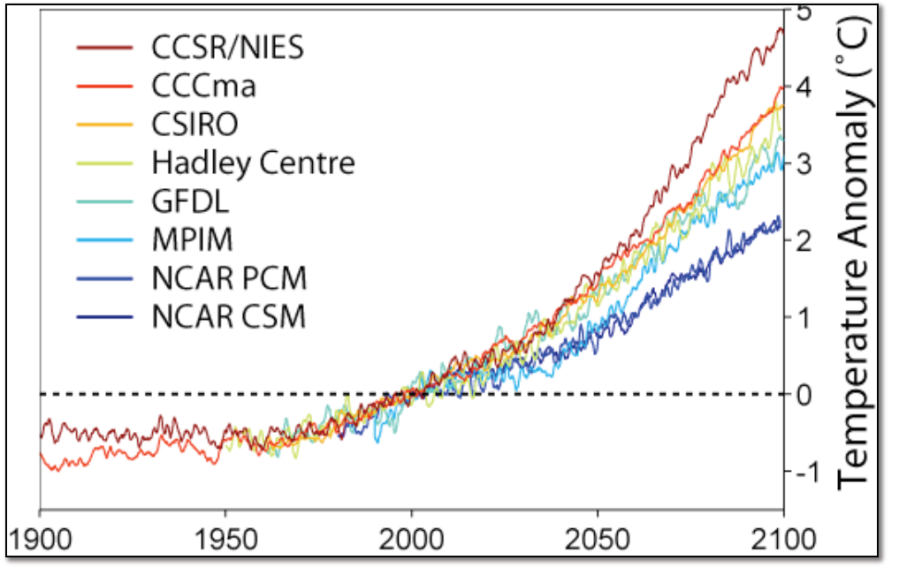 CCSR/NIES
CCCma
CSIRO
Hadley Centre
GFDL
MPIM
NCAR PCM
NCAR CSM
5
4
3
2
1
0
-1
Temperature Anomaly (°C)
1900 1950 2000 2050 2100